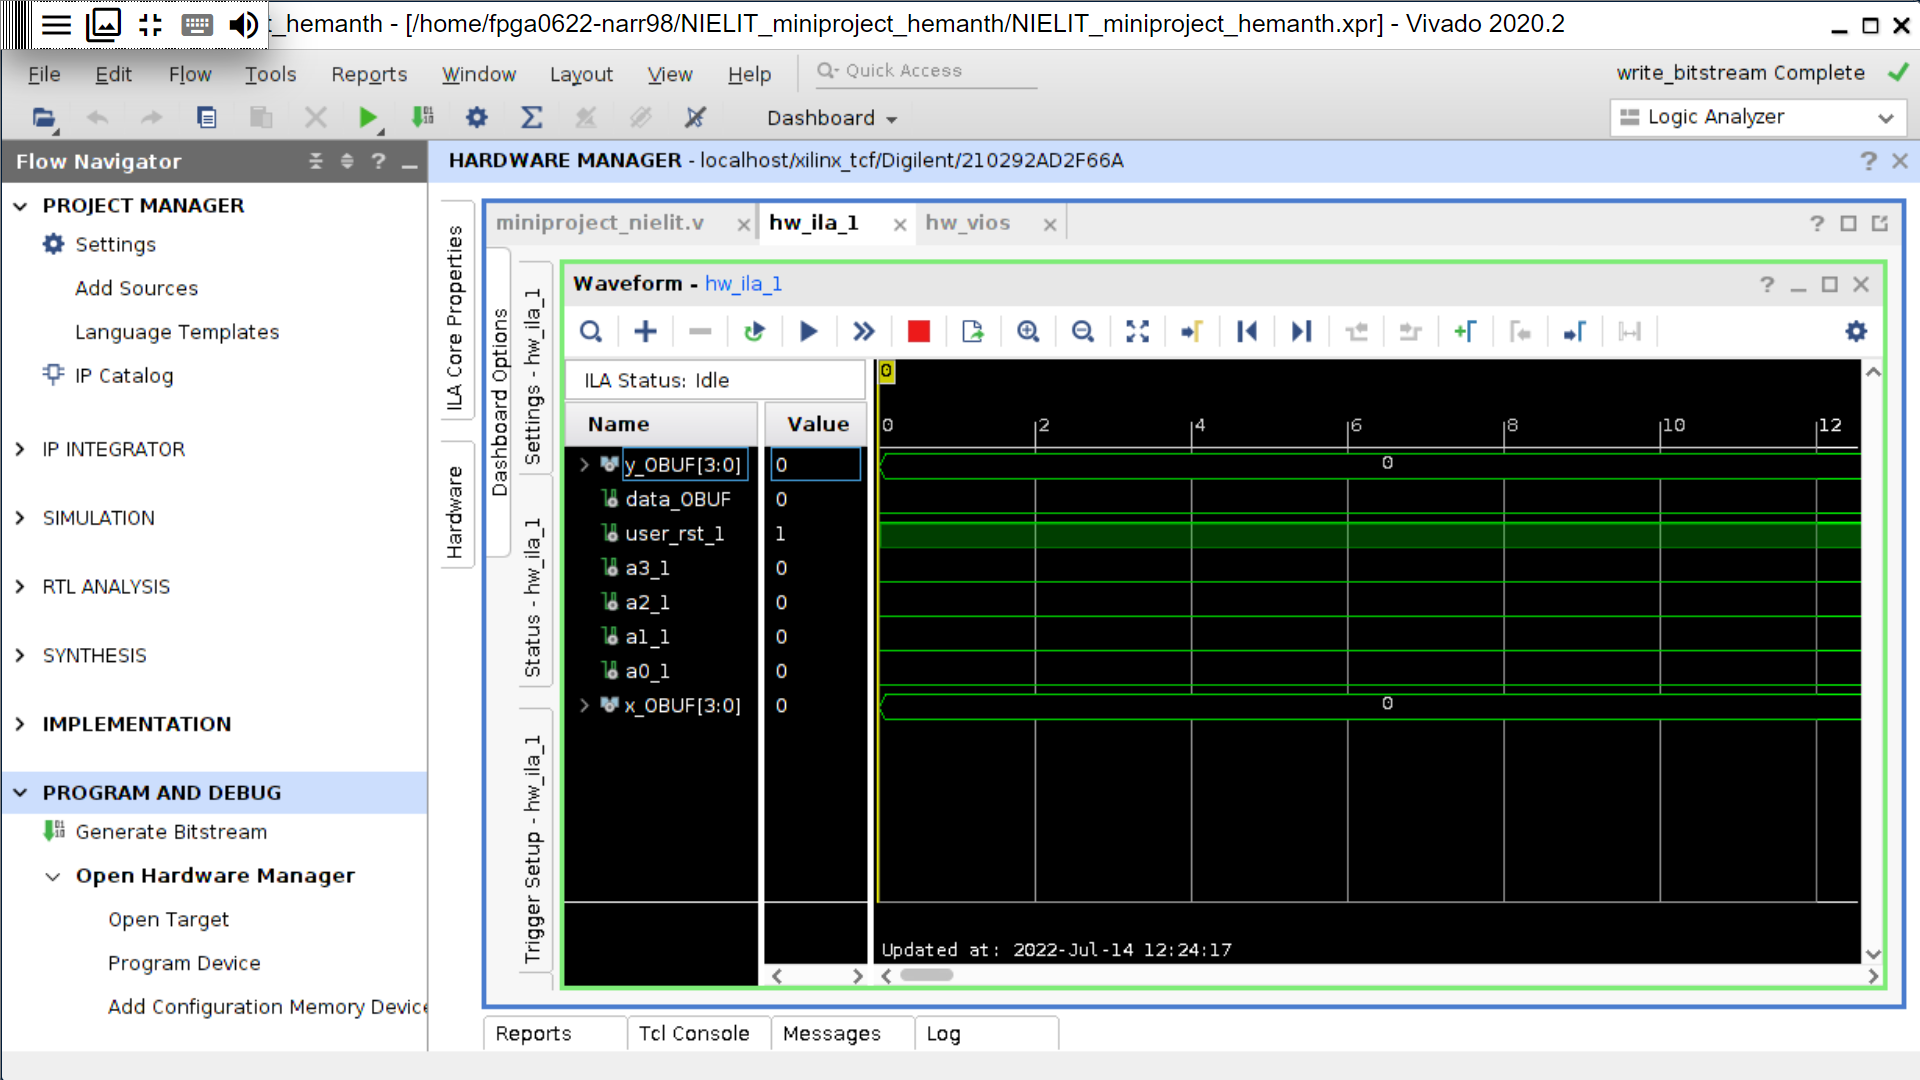 t_hemanth - [/home/fpga0622-narr98/NIELIT_miniproject_hemanth/NIELIT_miniproject_hemanth.xpr] - Vivado 2020.2
File Edit Flow Tools Reports Window Layout View Help Quick Access write_bitstream Complete
Dashboard Logic Analyzer
Flow Navigator
PROJECT MANAGER
Settings
Add Sources
Language Templates
IP Catalog
IP INTEGRATOR
SIMULATION
RTL ANALYSIS
SYNTHESIS
IMPLEMENTATION
PROGRAM AND DEBUG
Generate Bitstream
Open Hardware Manager
Open Target
Program Device
Add Configuration Memory Device
HARDWARE MANAGER - localhost/xilinx_tcf/Digilent/210292AD2F66A
ILA Core Properties
Hardware
miniproject_nielit.v hw_ila_1 hw_vios
Dashboard Options
Settings - hw_ila_1
Status - hw_ila_1
Trigger Setup - hw_ila_1
Waveform - hw_ila_1
ILA Status: Idle
0
Name Value 0 2 4 6 8 10 12
y_OBUF[3:0] 0 0
data_OBUF 0
user_rst_1 1
a3_1 0
a2_1 0
a1_1 0
a0_1 0
x_OBUF[3:0] 0 0
Updated at: 2022-Jul-14 12:24:17
Reports Tcl Console Messages Log